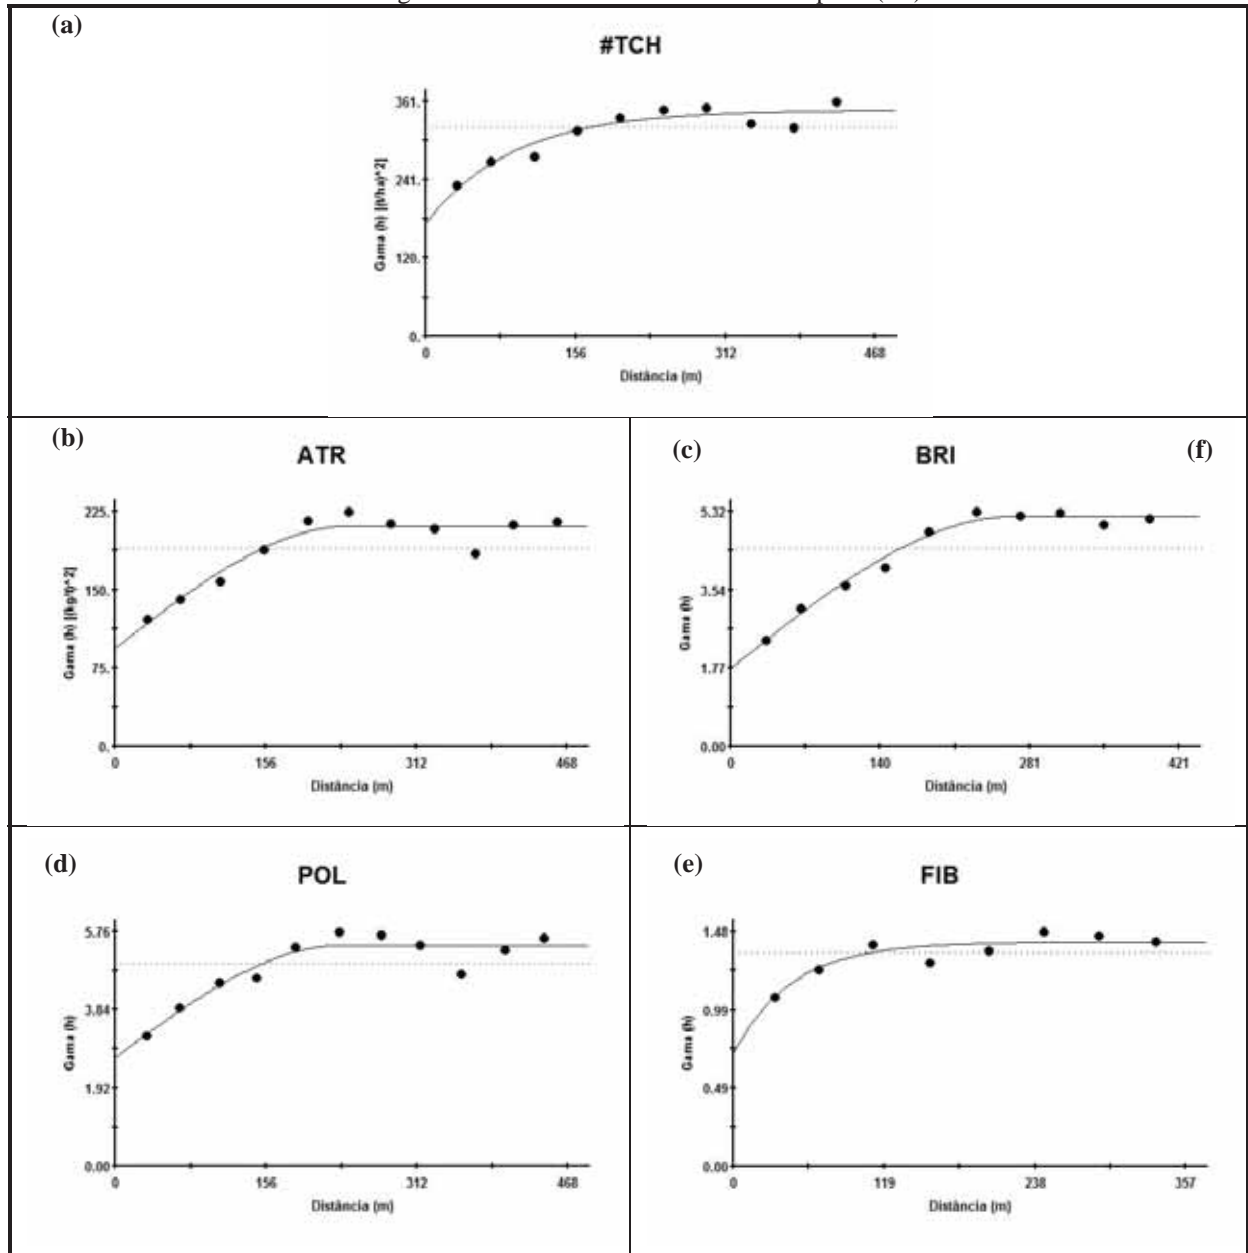 (a)
#TCH
Gama (h) [(t/ha)^2]
361.
241.
120.
0.
0 156 312 468
Distância (m)
(b)
ATR
Gama (h) [(kg/t)^2]
225.
150.
75.
0.
0 156 312 468
Distância (m)
(c) (f)
BRI
Gama (h)
5.32
3.54
1.77
0.00
0 140 281 421
Distância (m)
(d)
POL
Gama (h)
5.76
3.84
1.92
0.00
0 156 312 468
Distância (m)
(e)
FIB
Gama (h)
1.48
0.99
0.49
0.00
0 119 238 357
Distância (m)